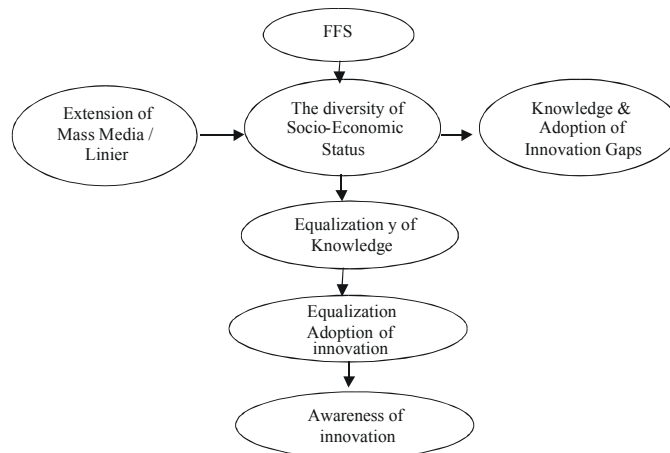 FFS
Extension of
Mass Media /
Linier
The diversity of
Socio-Economic
Status
Knowledge &
Adoption of
Innovation Gaps
Equalization y of
Knowledge
Equalization
Adoption of
innovation
Awareness of
innovation